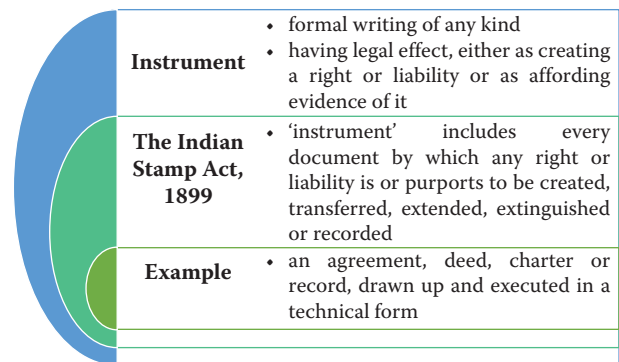 Instrument
• formal writing of any kind
• having legal effect, either as creating
a right or liability or as affording
evidence of it
The Indian
Stamp Act,
1899
• ‘instrument’ includes every
document by which any right or
liability is or purports to be created,
transferred, extended, extinguished
or recorded
Example
• an agreement, deed, charter or
record, drawn up and executed in a
technical form